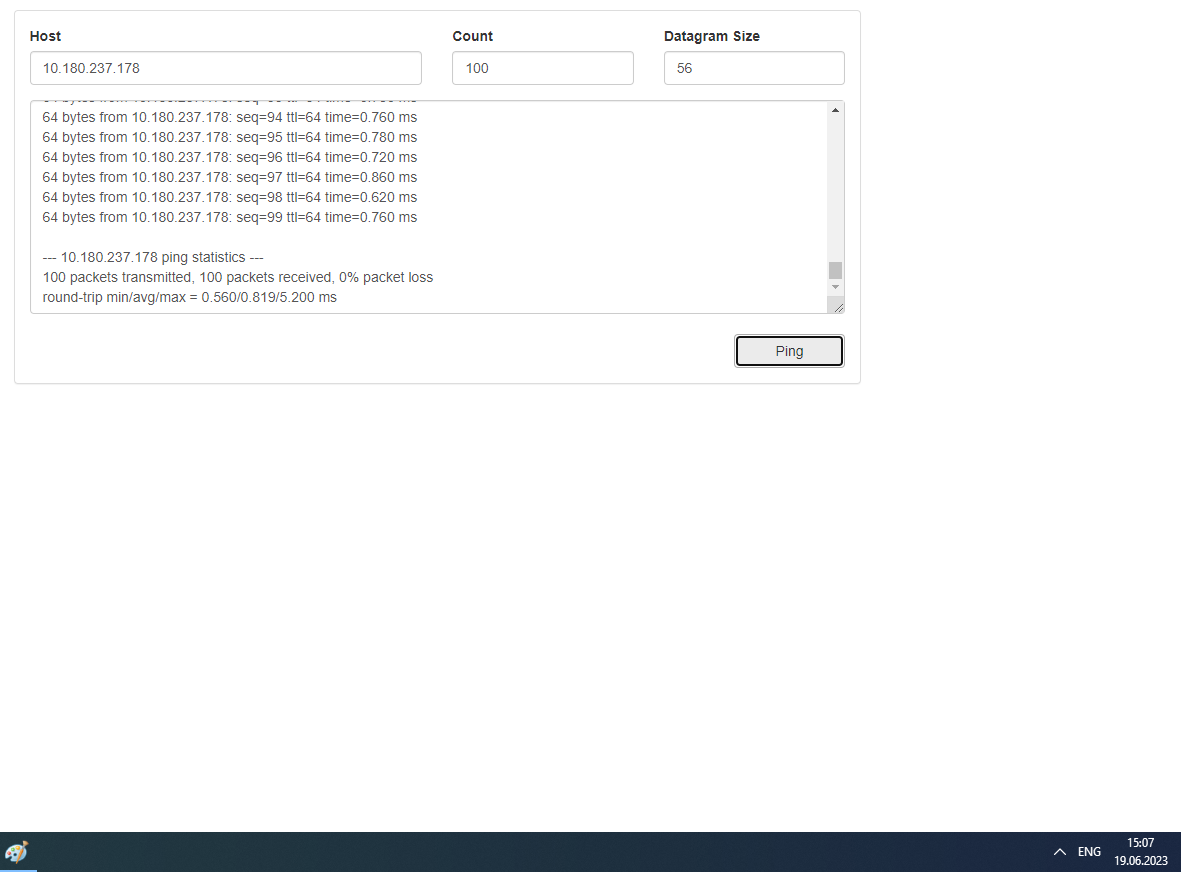 Host Count Datagram Size
10.180.237.178 100 56
64 bytes from 10.180.237.178: seq=94 ttl=64 time=0.760 ms
64 bytes from 10.180.237.178: seq=95 ttl=64 time=0.780 ms
64 bytes from 10.180.237.178: seq=96 ttl=64 time=0.720 ms
64 bytes from 10.180.237.178: seq=97 ttl=64 time=0.860 ms
64 bytes from 10.180.237.178: seq=98 ttl=64 time=0.620 ms
64 bytes from 10.180.237.178: seq=99 ttl=64 time=0.760 ms
--- 10.180.237.178 ping statistics ---
100 packets transmitted, 100 packets received, 0% packet loss
round-trip min/avg/max = 0.560/0.819/5.200 ms
Ping
ENG
15:07
19.06.2023